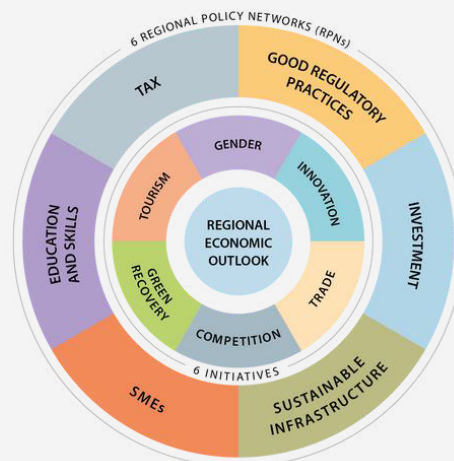 6 REGIONAL POLICY NETWORKS (RPNs)
TAX
GOOD REGULATORY
PRACTICES
INVESTMENT
SUSTAINABLE
INFRASTRUCTURE
SMEs
EDUCATION
AND SKILLS
GENDER
INNOVATION
TRADE
COMPETITION
GREEN
RECOVERY
TOURISM
REGIONAL
ECONOMIC
OUTLOOK
6 INITIATIVES